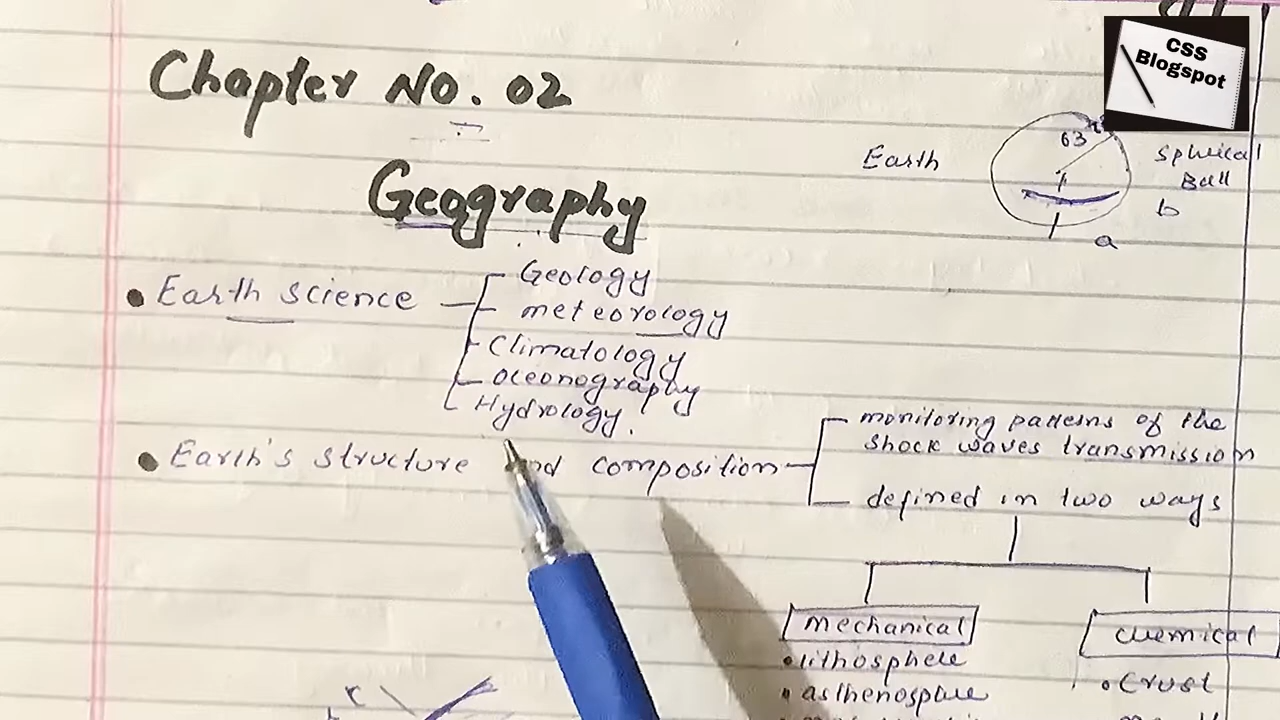 CSS
Blogspot
Chapter No. 02
Geography
Earth
63
Spherical
Ball
b
a
• Earth science
Geology
meteorology
Climatology
Oceonography
Hydrology.
• Earth's structure and composition
monitoring patterns of the
shock waves transmission
defined in two ways
mechanical
• lithosphere
• asthenosphere
chemical
• Crust